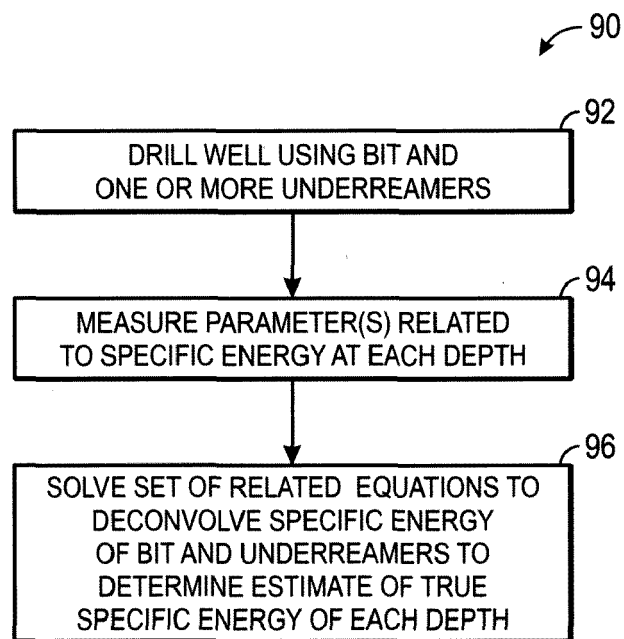 90
92
DRILL WELL USING BIT AND
ONE OR MORE UNDERREAMERS
94
MEASURE PARAMETER(S) RELATED
TO SPECIFIC ENERGY AT EACH DEPTH
96
SOLVE SET OF RELATED EQUATIONS TO
DECONVOLVE SPECIFIC ENERGY
OF BIT AND UNDERREAMERS TO
DETERMINE ESTIMATE OF TRUE
SPECIFIC ENERGY OF EACH DEPTH